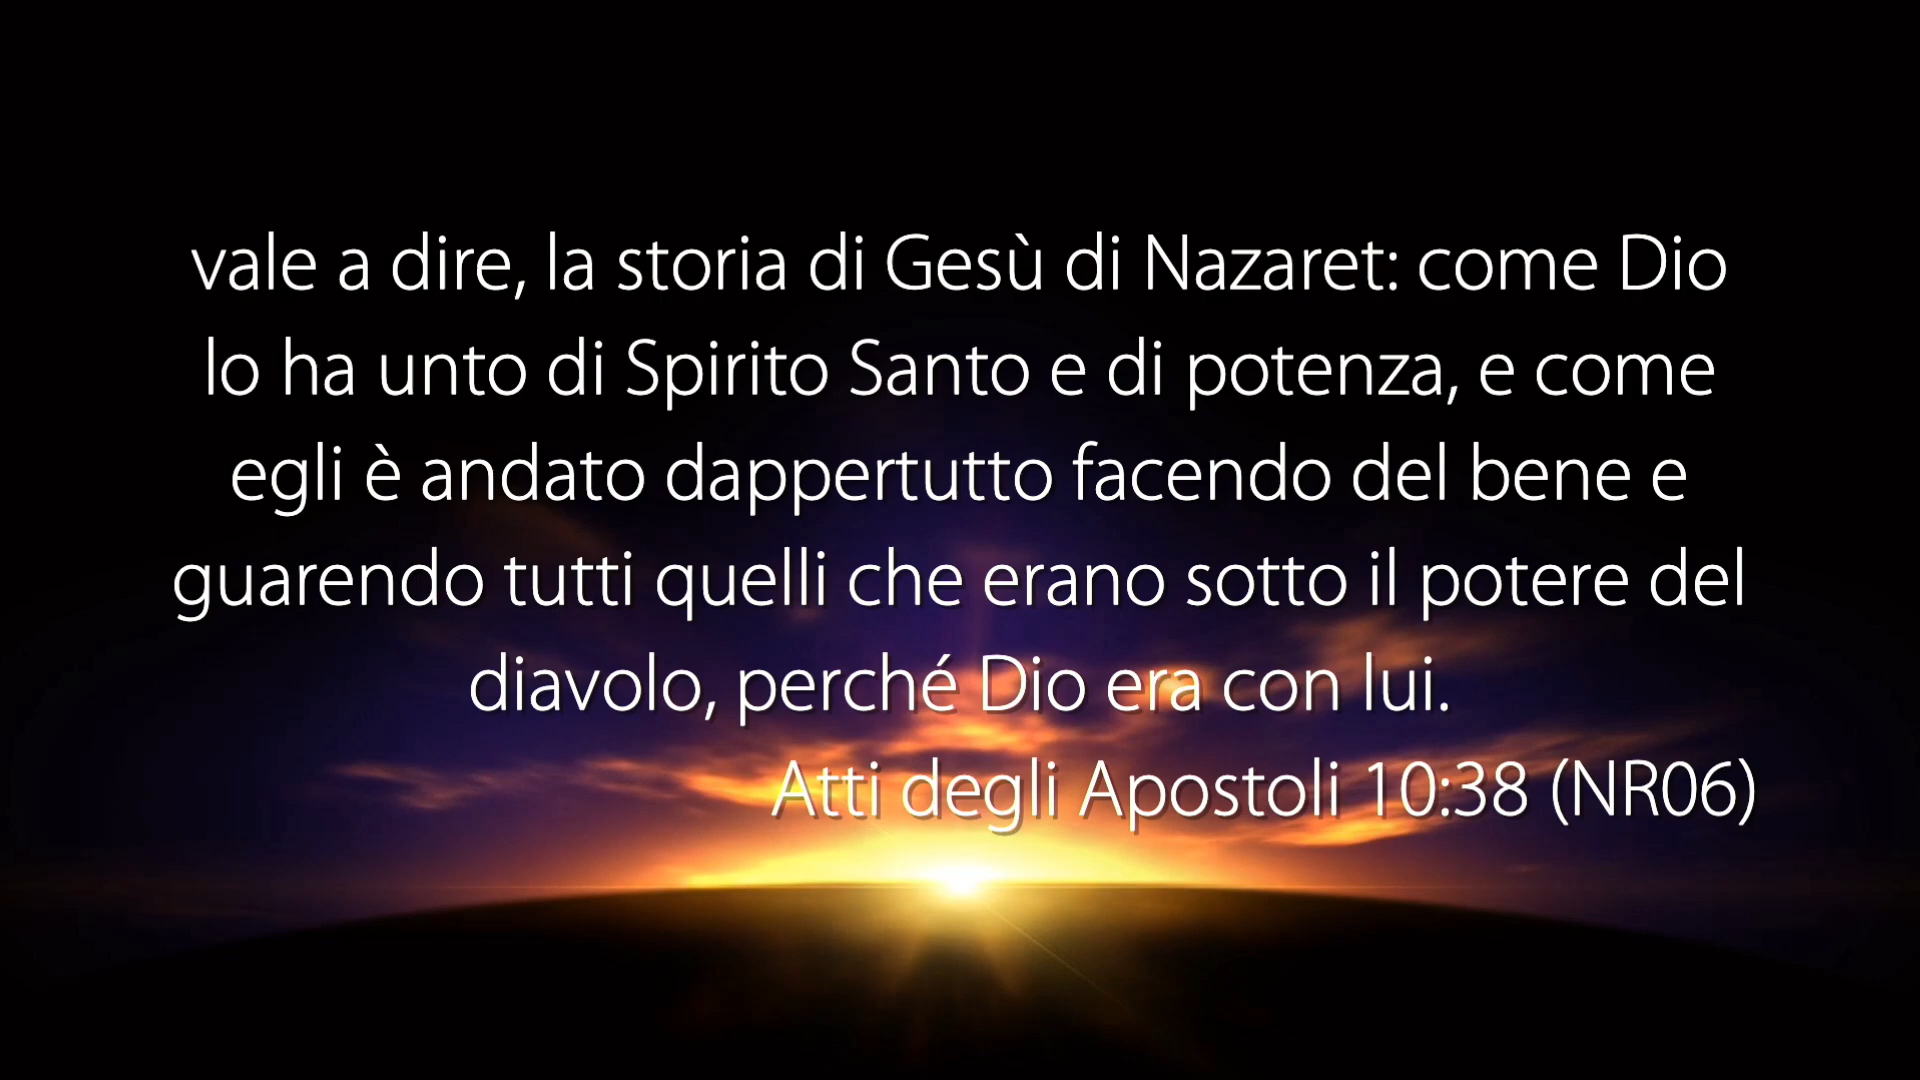 vale a dire, la storia di Gesù di Nazaret: come Dio
lo ha unto di Spirito Santo e di potenza, e come
egli è andato dappertutto facendo del bene e
guarendo tutti quelli che erano sotto il potere del
diavolo, perché Dio era con lui.
Atti degli Apostoli 10:38 (NR06)